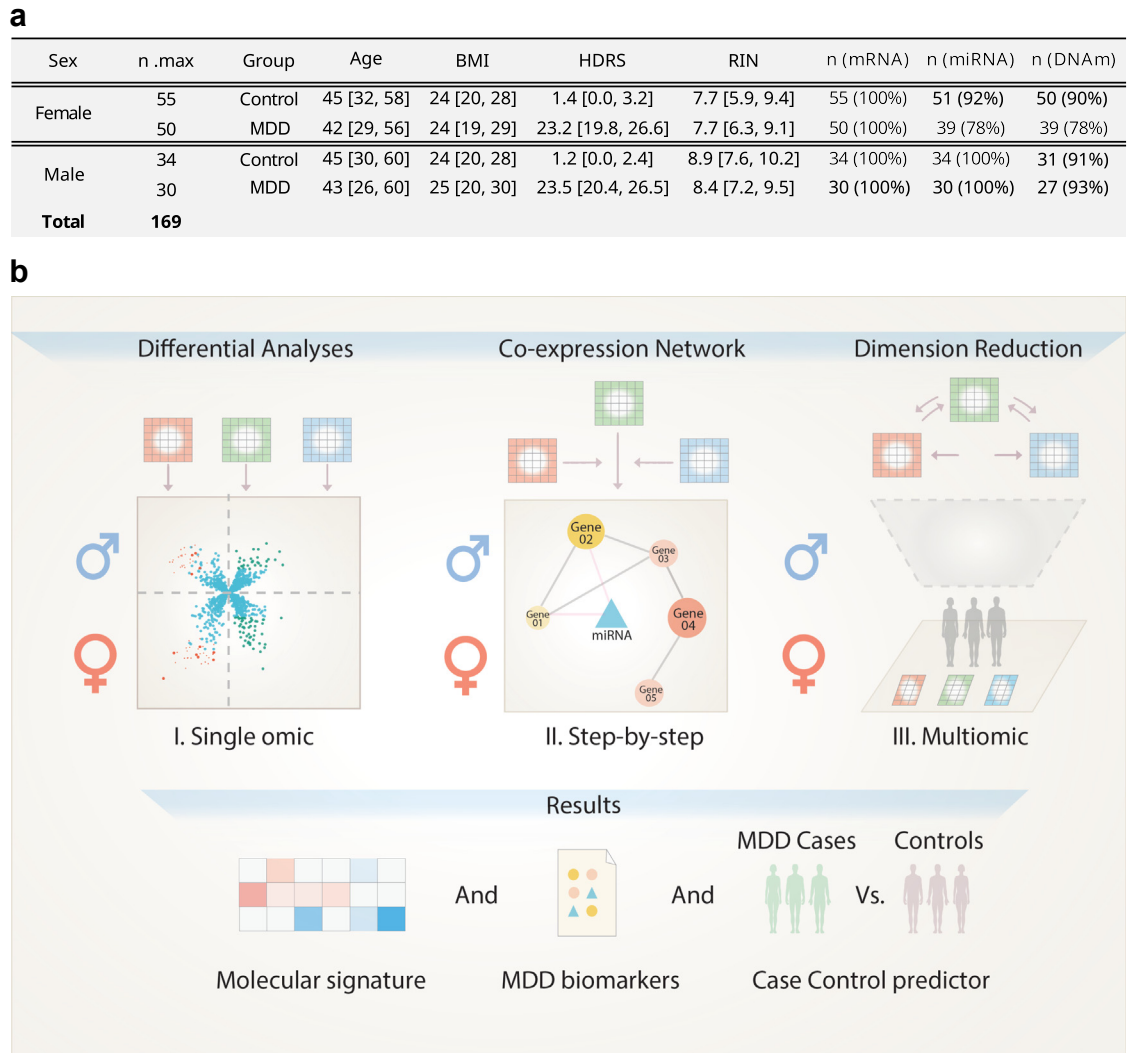 a
Sex n .max Group Age BMI HDRS RIN n (mRNA) n (miRNA) n (DNAm)
Female
55 Control 45 [32, 58] 24 [20, 28] 1.4 [0.0, 3.2] 7.7 [5.9, 9.4] 55 (100%) 51 (92%) 50 (90%)
50 MDD 42 [29, 56] 24 [19, 29] 23.2 [19.8, 26.6] 7.7 [6.3, 9.1] 50 (100%) 39 (78%) 39 (78%)
Male
34 Control 45 [30, 60] 24 [20, 28] 1.2 [0.0, 2.4] 8.9 [7.6, 10.2] 34 (100%) 34 (100%) 31 (91%)
30 MDD 43 [26, 60] 25 [20, 30] 23.5 [20.4, 26.5] 8.4 [7.2, 9.5] 30 (100%) 30 (100%) 27 (93%)
Total 169
b
Differential Analyses Co-expression Network Dimension Reduction
Gene
02
Gene
03
Gene
01
miRNA
Gene
04
Gene
05
I. Single omic II. Step-by-step III. Multiomic
Results
MDD Cases Controls
And And Vs.
Molecular signature MDD biomarkers Case Control predictor